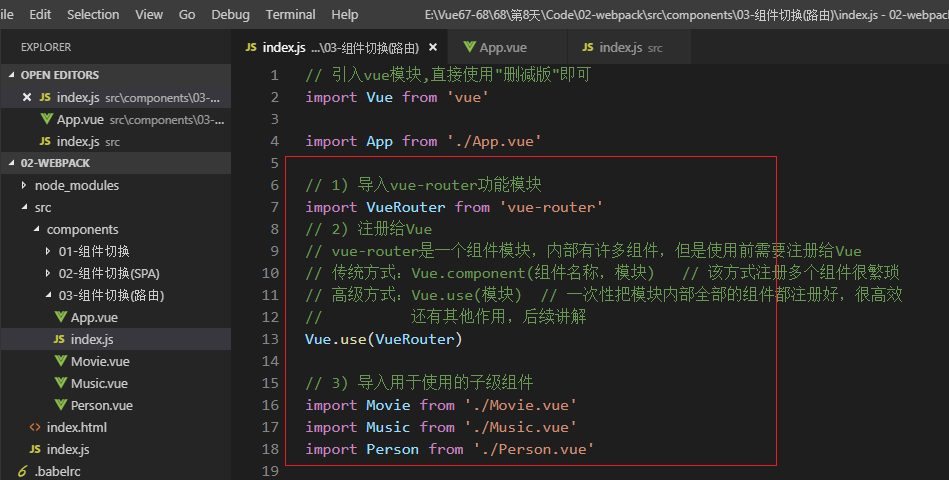 ile Edit Selection View Go Debug Terminal Help E:\Vue67-68\68\第8天\Code\02-webpack\src\components\03-组件切换(路由)\index.js - 02-webpac
EXPLORER
OPEN EDITORS
index.js src\components\03-...
App.vue src\components\03-...
index.js src
02-WEBPACK
node_modules
src
components
01-组件切换
02-组件切换(SPA)
03-组件切换(路由)
App.vue
JS index.js
Movie.vue
Music.vue
Person.vue
index.html
JS index.js
.babelrc
JS index.js ...\03-组件切换(路由) × App.vue JS index.js src
1 // 引入vue模块,直接使用"删减版"即可
2 import Vue from 'vue'
3
4 import App from './App.vue'
5
6 // 1) 导入vue-router功能模块
7 import VueRouter from 'vue-router'
8 // 2) 注册给Vue
9 // vue-router是一个组件模块，内部有许多组件，但是使用前需要注册给Vue
10 // 传统方式：Vue.component(组件名称，模块) // 该方式注册多个组件很繁琐
11 // 高级方式：Vue.use(模块) // 一次性把模块内部全部的组件都注册好，很高效
12 // 还有其他作用，后续讲解
13 Vue.use(VueRouter)
14
15 // 3) 导入用于使用的子级组件
16 import Movie from './Movie.vue'
17 import Music from './Music.vue'
18 import Person from './Person.vue'
19